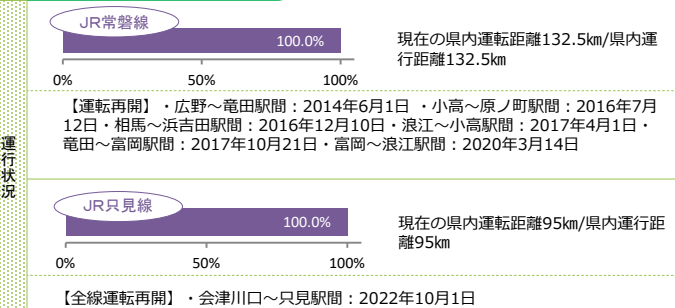 運行状況
JR常磐線
100.0%
0% 50% 100%
現在の県内運転距離132.5㎞/県内運
行距離132.5㎞
【運転再開】・広野～竜田駅間：2014年6月1日 ・小高～原ノ町駅間：2016年7月
12日・相馬～浜吉田駅間：2016年12月10日・浪江～小高駅間：2017年4月1日・
竜田～富岡駅間：2017年10月21日・富岡～浪江駅間：2020年3月14日
JR只見線
100.0%
0% 50% 100%
現在の県内運転距離95㎞/県内運行距
離95㎞
【全線運転再開】・会津川口～只見駅間：2022年10月1日